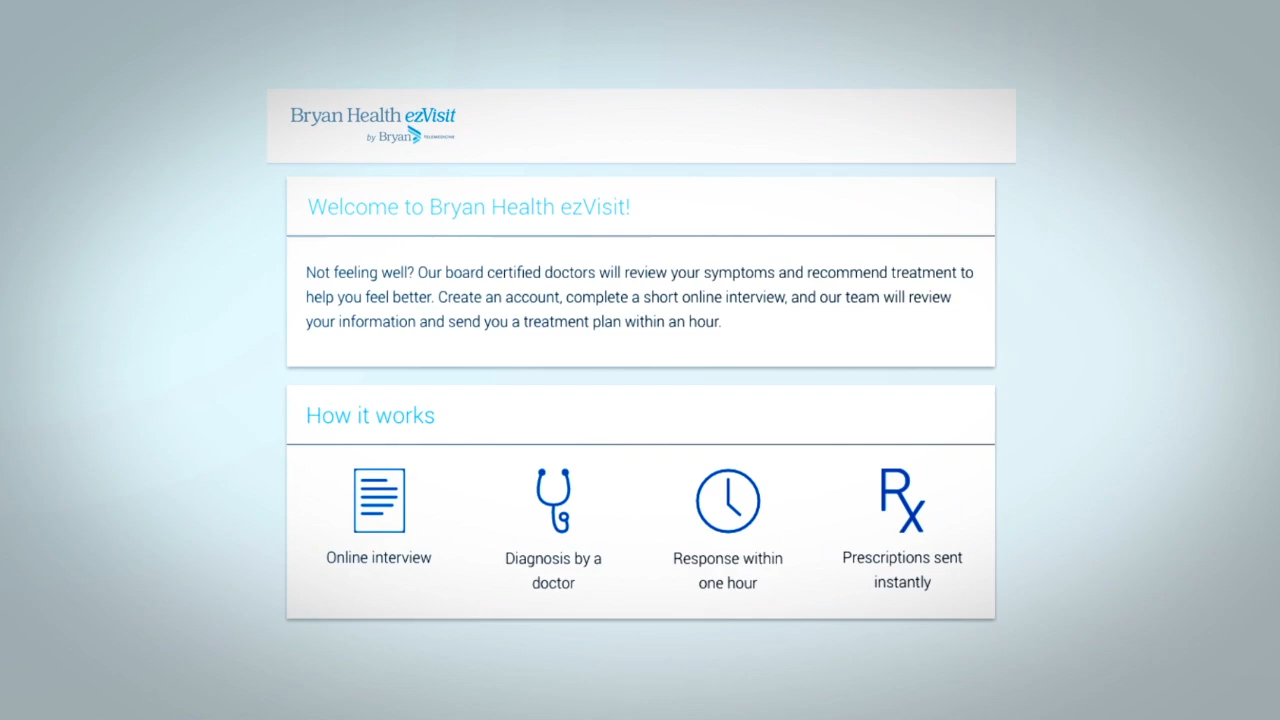 Bryan Health ezVisit
by Bryan TELEMEDICINE
Welcome to Bryan Health ezVisit!
Not feeling well? Our board certified doctors will review your symptoms and recommend treatment to
help you feel better. Create an account, complete a short online interview, and our team will review
your information and send you a treatment plan within an hour.
How it works
Rx
Online interview
Diagnosis by a
doctor
Response within
one hour
Prescriptions sent
instantly